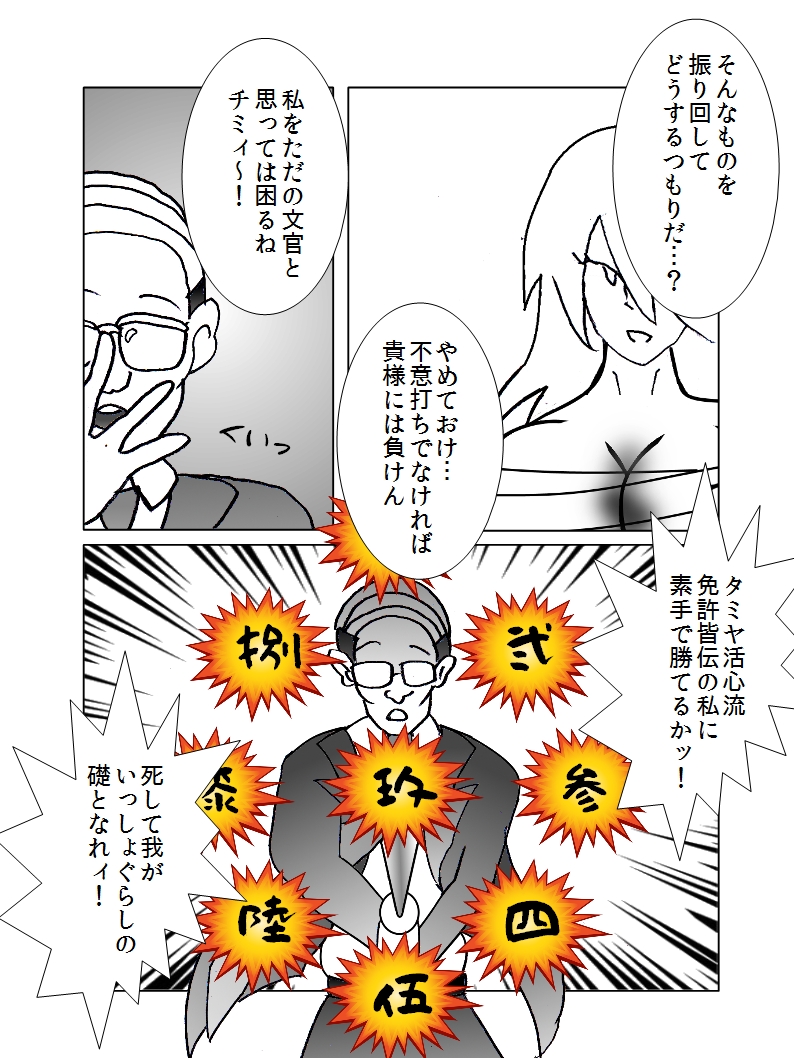 そんなものを
振り回して
どうするつもりだ…？
私をただの文官と
思っては困るね
チミィ～！
くいっ
やめておけ…
不意打ちでなければ
貴様には負けん
タミヤ活心流
免許皆伝の私に
素手で勝てるかッ！
弐
参
四
伍
陸
捌
玖
死して我が
いっしょぐらしの
礎となれィ！